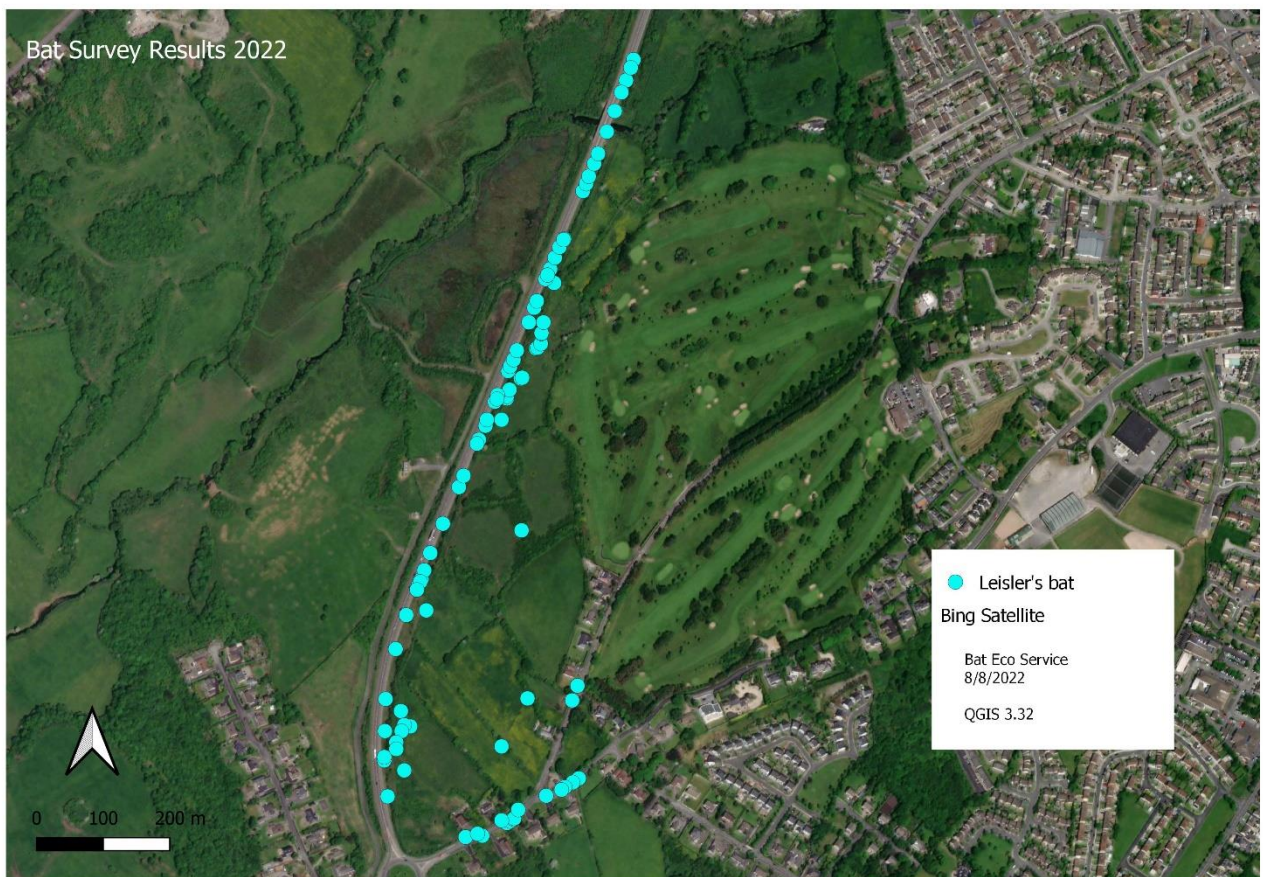 Bat Survey Results 2022
Leisler's bat
Bing Satellite
Bat Eco Service
8/8/2022
QGIS 3.32
0 100 200 m